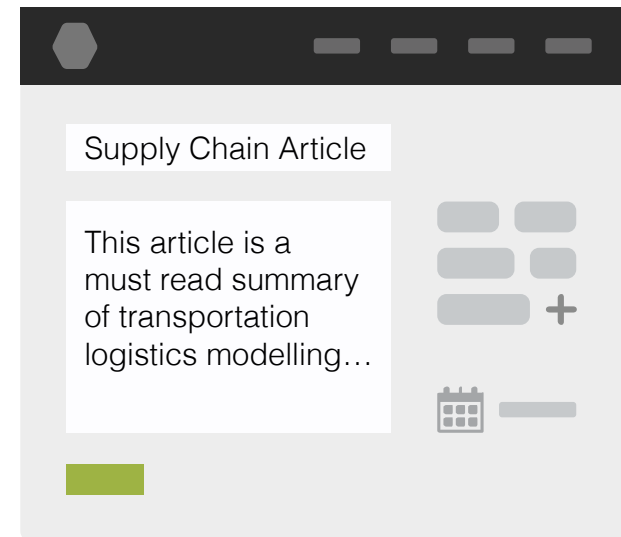 Supply Chain Article
This article is a
must read summary
of transportation
logistics modelling…